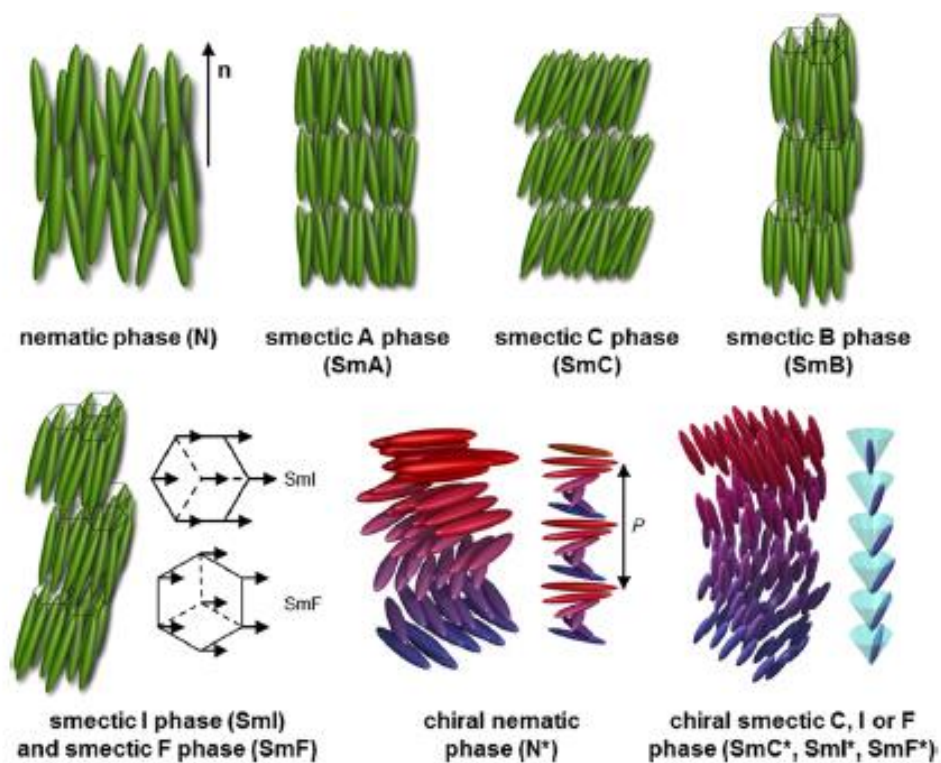 n
nematic phase (N)
smectic A phase
(SmA)
smectic C phase
(SmC)
smectic B phase
(SmB)
SmI
SmF
P
smectic I phase (SmI)
and smectic F phase (SmF)
chiral nematic
phase (N*)
chiral smectic C, I or F
phase (SmC*, SmI*, SmF*)